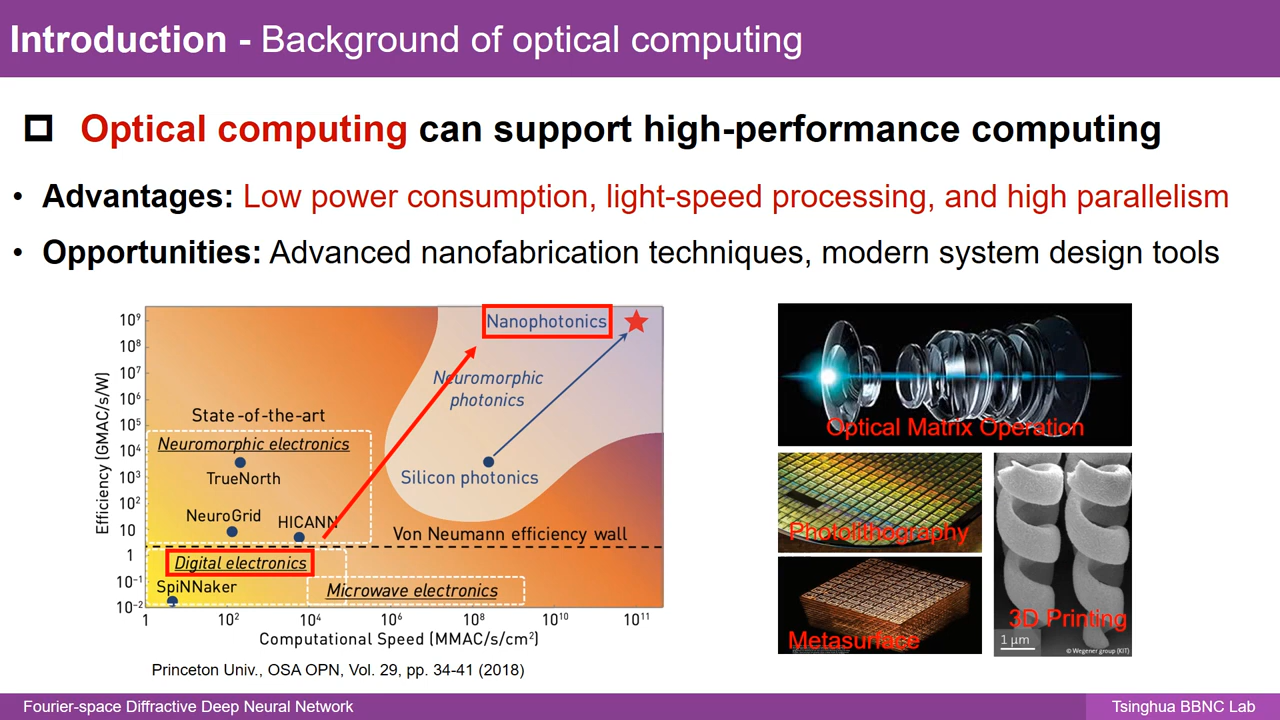 Introduction - Background of optical computing
Optical computing can support high-performance computing
• Advantages: Low power consumption, light-speed processing, and high parallelism
• Opportunities: Advanced nanofabrication techniques, modern system design tools
Efficiency (GMAC/s/W)
10⁹
10⁸
10⁷
10⁶
10⁵
10⁴
10³
10²
10
1
10⁻¹
10⁻²
Nanophotonics
Neuromorphic
photonics
State-of-the-art
Neuromorphic electronics
TrueNorth
Silicon photonics
NeuroGrid
HICANN
Von Neumann efficiency wall
Digital electronics
SpiNNaker
Microwave electronics
1
10²
10⁴
10⁶
10⁸
10¹⁰
10¹¹
Computational Speed (MMAC/s/cm²)
Princeton Univ., OSA OPN, Vol. 29, pp. 34-41 (2018)
Optical Matrix Operation
Photolithography
Metasurface
3D Printing
1 µm
© Wegener group (KIT)
Fourier-space Diffractive Deep Neural Network
Tsinghua BBNC Lab